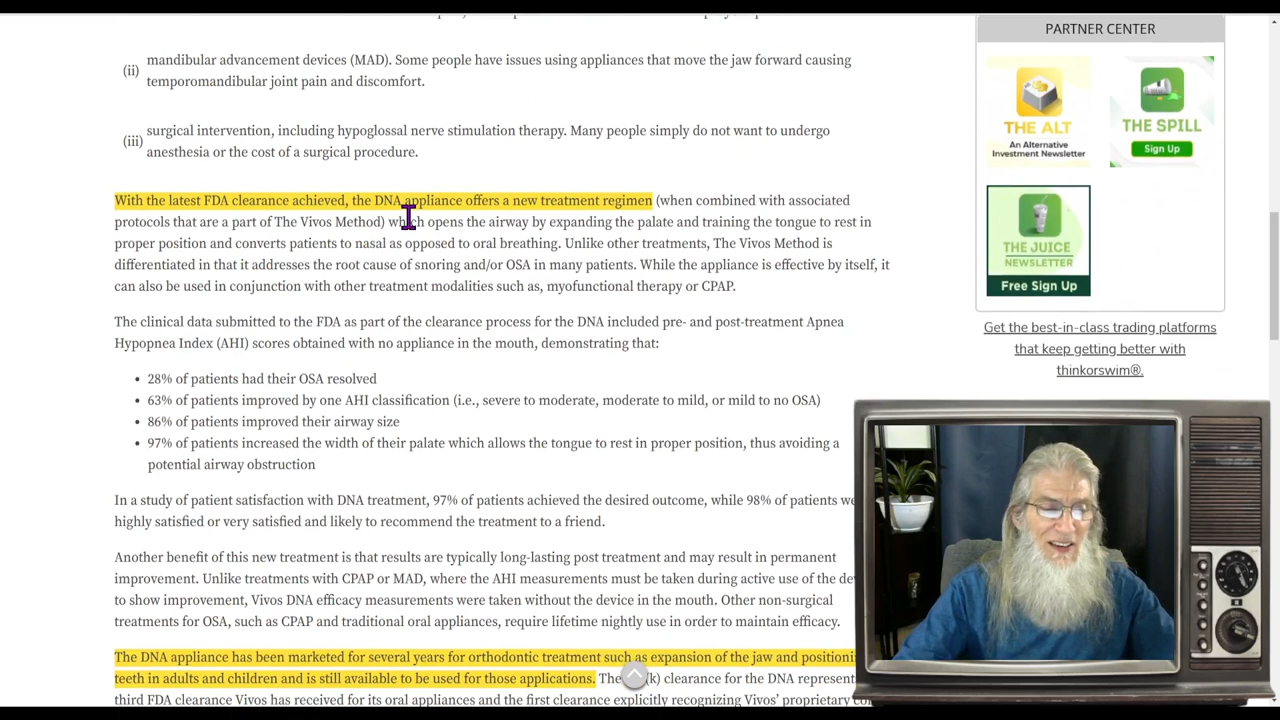 mandibular advancement devices (MAD). Some people have issues using appliances that move the jaw forward causing
(ii)
temporomandibular joint pain and discomfort.
surgical intervention, including hypoglossal nerve stimulation therapy. Many people simply do not want to undergo
(iii)
anesthesia or the cost of a surgical procedure.
With the latest FDA clearance achieved, the DNA appliance offers a new treatment regimen (when combined with associated
protocols that are a part of The Vivos Method) which opens the airway by expanding the palate and training the tongue to rest in
proper position and converts patients to nasal as opposed to oral breathing. Unlike other treatments, The Vivos Method is
differentiated in that it addresses the root cause of snoring and/or OSA in many patients. While the appliance is effective by itself, it
can also be used in conjunction with other treatment modalities such as, myofunctional therapy or CPAP.
The clinical data submitted to the FDA as part of the clearance process for the DNA included pre- and post-treatment Apnea
Hypopnea Index (AHI) scores obtained with no appliance in the mouth, demonstrating that:
• 28% of patients had their OSA resolved
• 63% of patients improved by one AHI classification (i.e., severe to moderate, moderate to mild, or mild to no OSA)
• 86% of patients improved their airway size
• 97% of patients increased the width of their palate which allows the tongue to rest in proper position, thus avoiding a
potential airway obstruction
In a study of patient satisfaction with DNA treatment, 97% of patients achieved the desired outcome, while 98% of patients we
highly satisfied or very satisfied and likely to recommend the treatment to a friend.
Another benefit of this new treatment is that results are typically long-lasting post treatment and may result in permanent
improvement. Unlike treatments with CPAP or MAD, where the AHI measurements must be taken during active use of the de
to show improvement, Vivos DNA efficacy measurements were taken without the device in the mouth. Other non-surgical
treatments for OSA, such as CPAP and traditional oral appliances, require lifetime nightly use in order to maintain efficacy.
The DNA appliance has been marketed for several years for orthodontic treatment such as expansion of the jaw and positioni
teeth in adults and children and is still available to be used for those applications. The (k) clearance for the DNA represent
third FDA clearance Vivos has received for its oral appliances and the first clearance explicitly recognizing Vivos' proprietary
PARTNER CENTER
THE ALT
An Alternative
Investment Newsletter
THE SPILL
Sign Up
THE JUICE
NEWSLETTER
Free Sign Up
Get the best-in-class trading platforms
that keep getting better with
thinkorswim®.